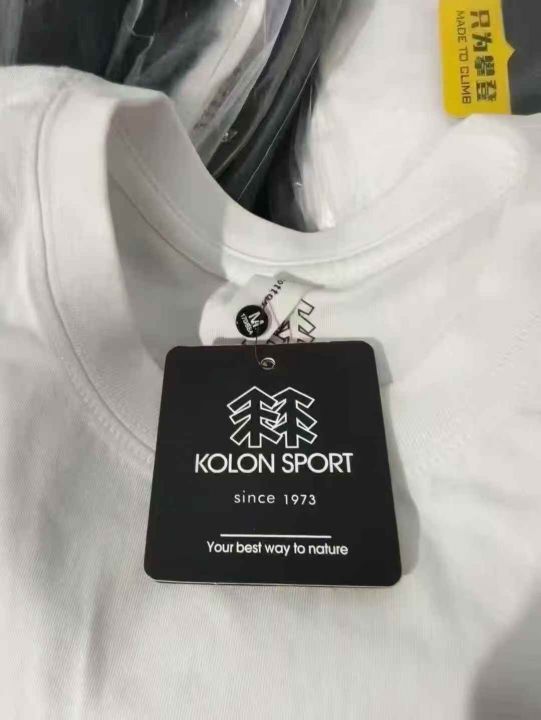 只为攀登
MADE TO CLIMB
M
KOLON SPORT
since 1973
Your best way to nature